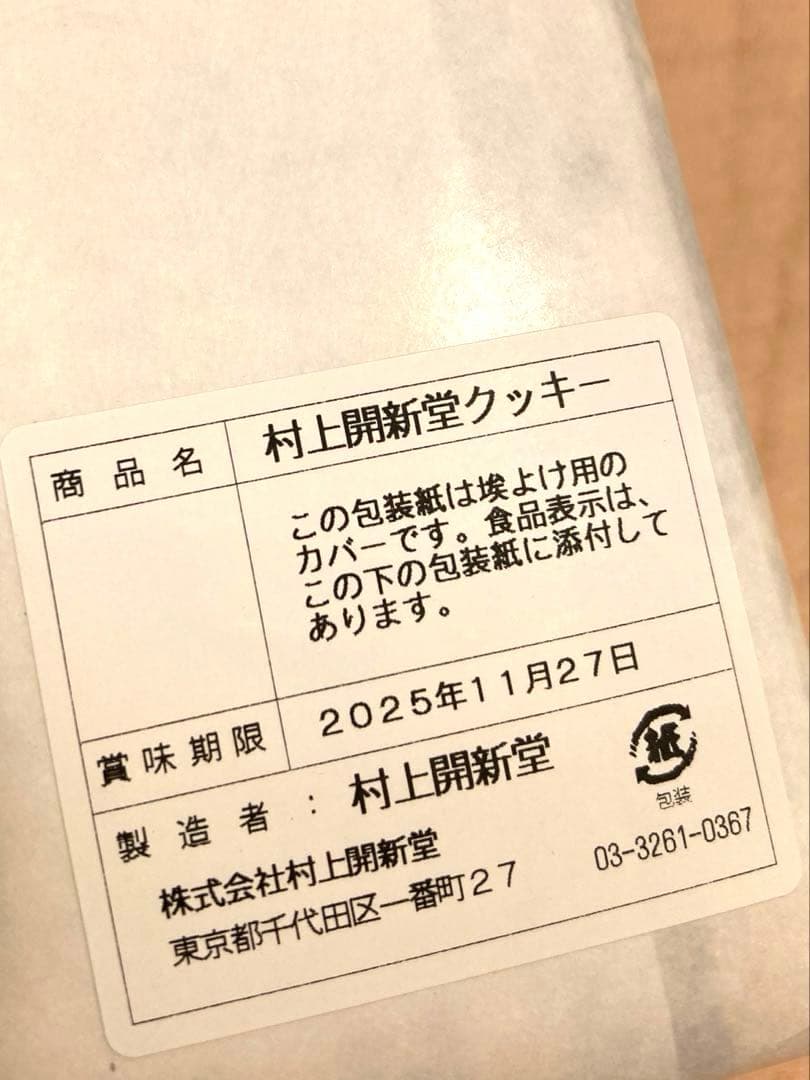 商品名 村上開新堂クッキー
この包装紙は埃よけ用の
カバーです。食品表示は、
この下の包装紙に添付して
あります。
賞味期限 2025年11月27日
製造者：村上開新堂
紙
包装
株式会社村上開新堂
03-3261-0367
東京都千代田区一番町27